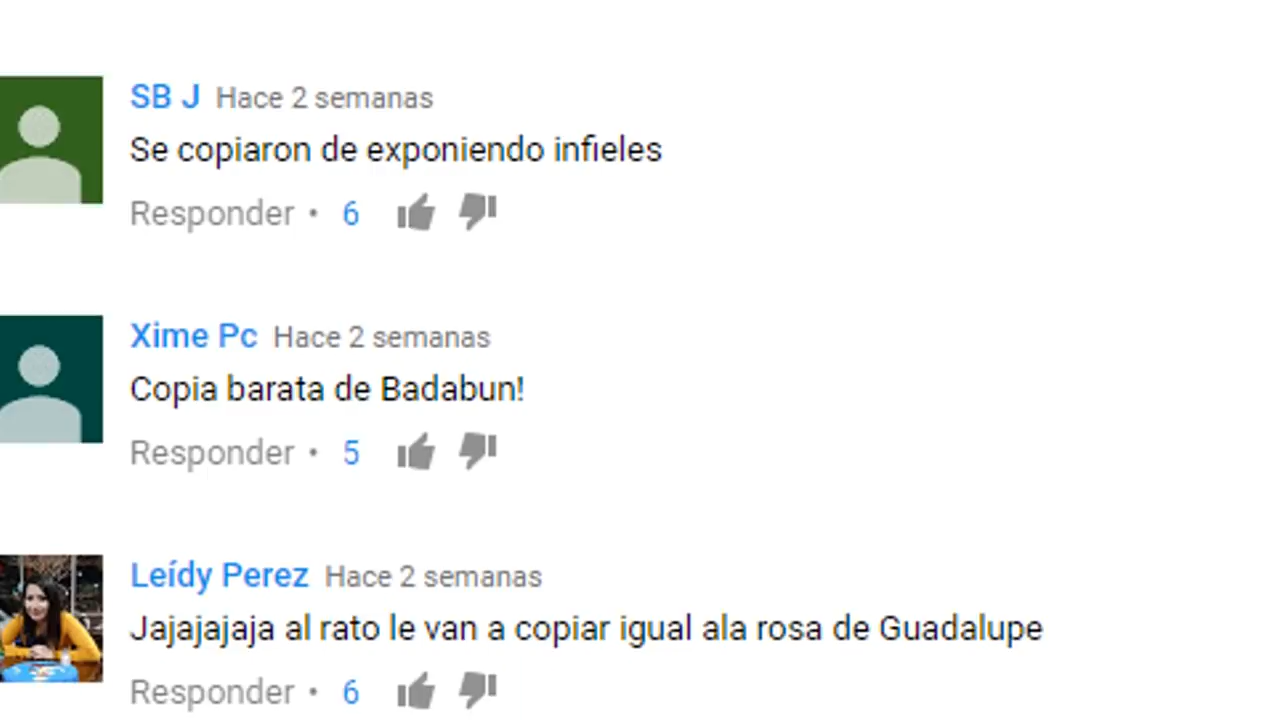 SB J Hace 2 semanas
Se copiaron de exponiendo infieles
Responder • 6
Xime Pc Hace 2 semanas
Copia barata de Badabun!
Responder • 5
Leídy Perez Hace 2 semanas
Jajajajaja al rato le van a copiar igual ala rosa de Guadalupe
Responder • 6